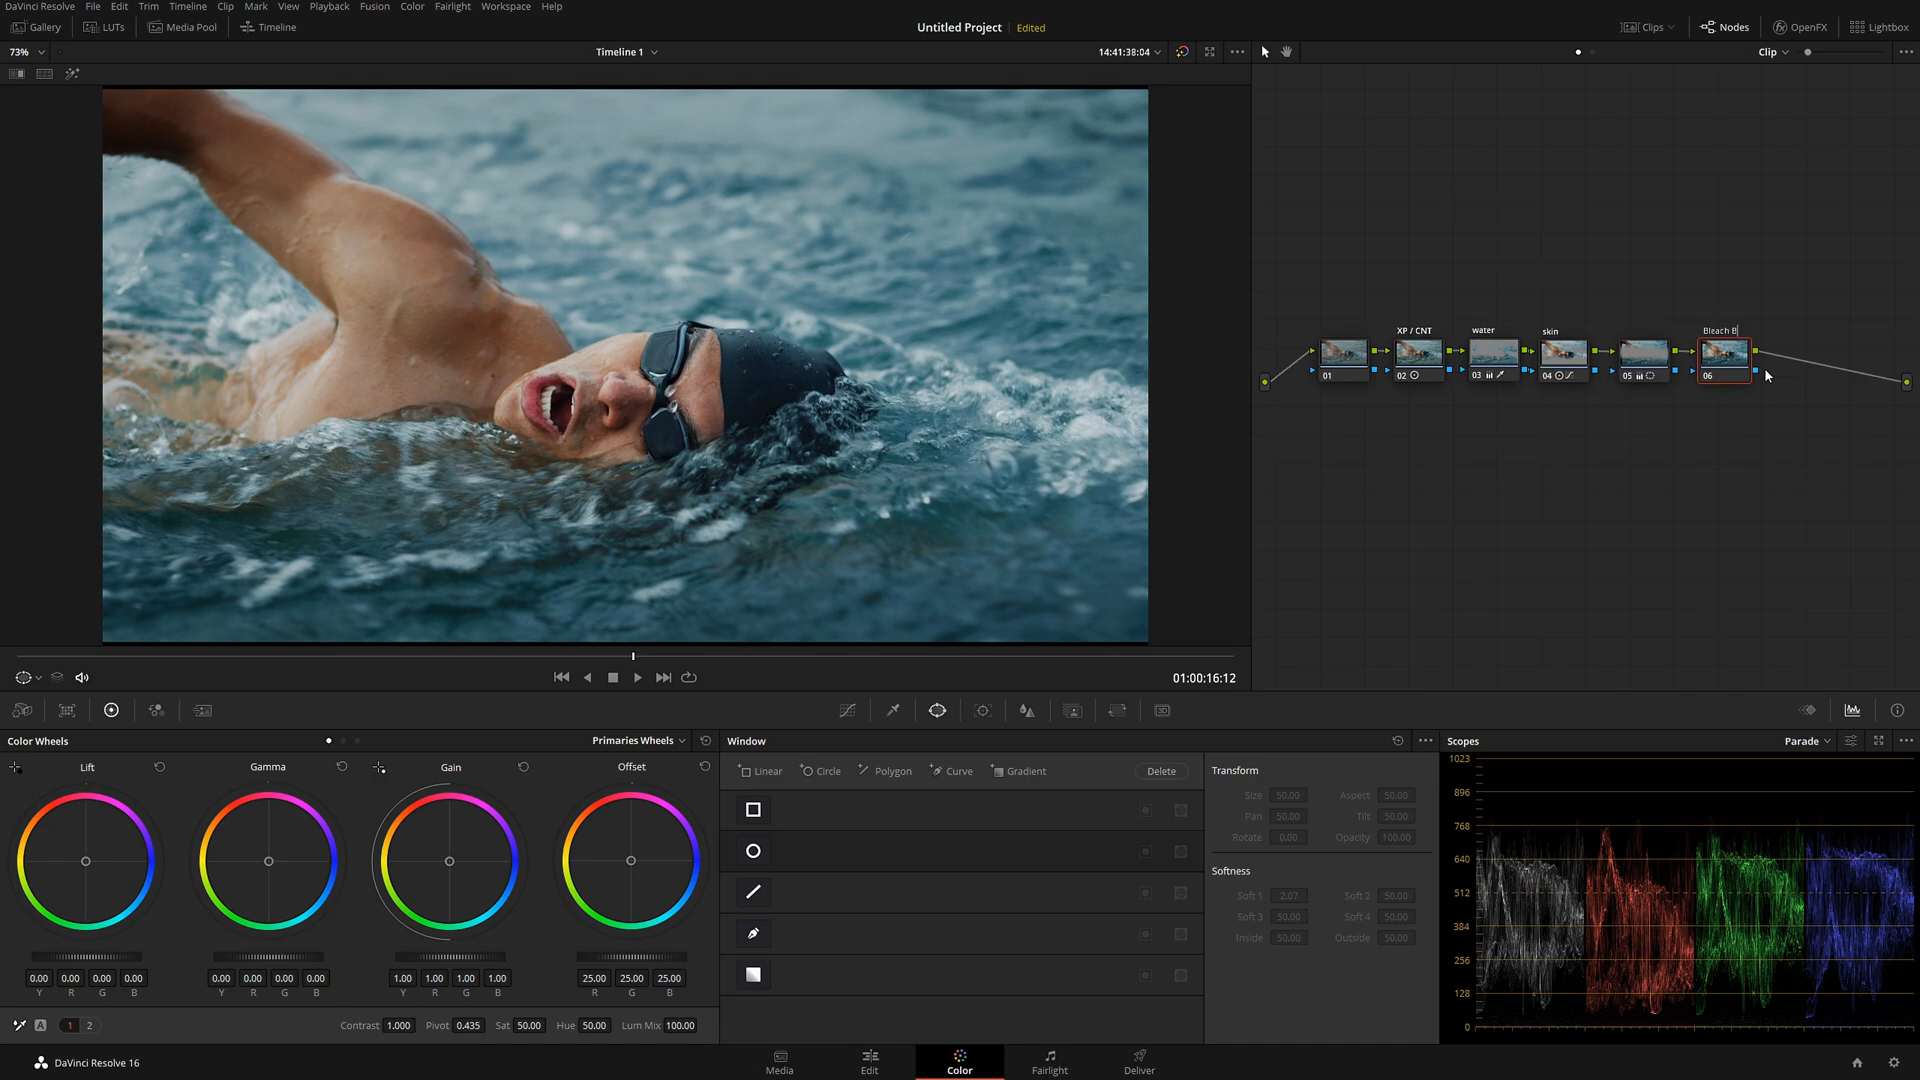 DaVinci Resolve File Edit Trim Timeline Clip Mark View Playback Fusion Color Fairlight Workspace Help
Gallery LUTs Media Pool Timeline Untitled Project Edited Clips Nodes OpenFX Lightbox
73% Timeline 1 14:41:38:04 Clip
XP / CNT water skin Bleach B
01 02 03 04 05 06
01:00:16:12
Color Wheels Primaries Wheels Window Scopes Parade
Lift Gamma Gain Offset
Linear Circle Polygon Curve Gradient Delete
Transform
Size 50.00 Aspect 50.00
Pan 50.00 Tilt 50.00
Rotate 0.00 Opacity 100.00
Softness
Soft 1 2.07 Soft 2 50.00
Soft 3 50.00 Soft 4 50.00
Inside 50.00 Outside 50.00
1023
896
768
640
512
384
256
128
0
0.00 0.00 0.00 0.00 0.00 0.00 0.00 0.00 1.00 1.00 1.00 1.00 25.00 25.00 25.00
Y R G B Y R G B Y R G B R G B
A 1 2 Contrast 1.000 Pivot 0.435 Sat 50.00 Hue 50.00 Lum Mix 100.00
DaVinci Resolve 16 Media Edit Color Fairlight Deliver
3D